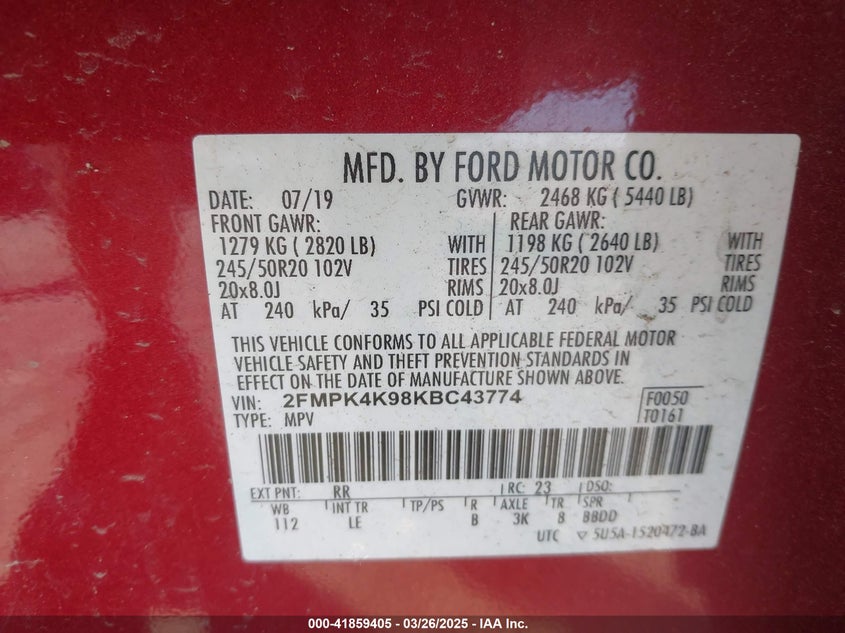 MFD. BY FORD MOTOR CO.
DATE: 07/19 GVWR: 2468 KG ( 5440 LB)
FRONT GAWR: REAR GAWR:
1279 KG ( 2820 LB) WITH 1198 KG ( 2640 LB) WITH
245/50R20 102V TIRES 245/50R20 102V TIRES
20x8.0J RIMS 20x8.0J RIMS
AT 240 kPa/ 35 PSI COLD AT 240 kPa/ 35 PSI COLD
THIS VEHICLE CONFORMS TO ALL APPLICABLE FEDERAL MOTOR
VEHICLE SAFETY AND THEFT PREVENTION STANDARDS IN
EFFECT ON THE DATE OF MANUFACTURE SHOWN ABOVE.
VIN: 2FMPK4K98KBC43774 F0050
TYPE: MPV T0161
EXT PNT: RR RC: 23 DSO:
WB INT TR TP/PS R AXLE TR SPR
112 LE B 3K 8 BBDD
UTC ▽ 5U5A-1520472-BA
000-41859405 - 03/26/2025 - IAA Inc.